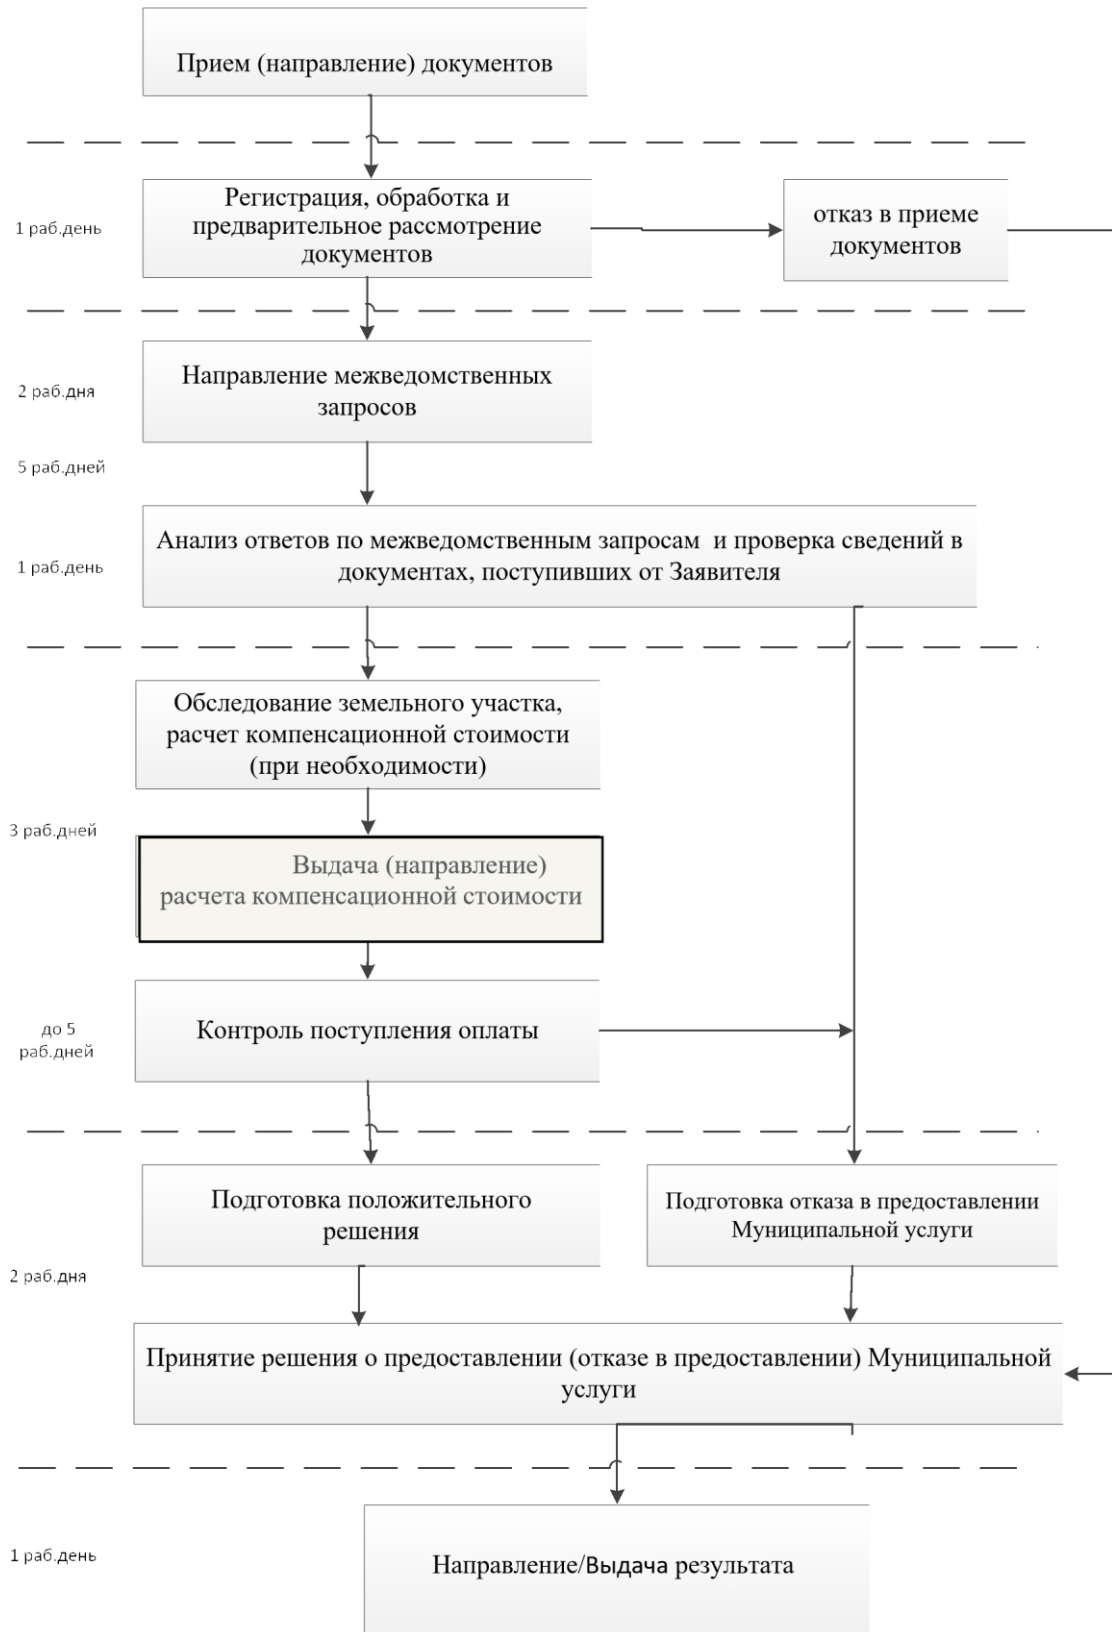 Прием (направление) документов
1 раб.день
Регистрация, обработка и
предварительное рассмотрение
документов
отказ в приеме
документов
2 раб.дня
Направление межведомственных
запросов
5 раб.дней
1 раб.день
Анализ ответов по межведомственным запросам и проверка сведений в
документах, поступивших от Заявителя
Обследование земельного участка,
расчет компенсационной стоимости
(при необходимости)
3 раб.дней
Выдача (направление)
расчета компенсационной стоимости
до 5
раб.дней
Контроль поступления оплаты
Подготовка положительного
решения
Подготовка отказа в предоставлении
Муниципальной услуги
2 раб.дня
Принятие решения о предоставлении (отказе в предоставлении) Муниципальной
услуги
1 раб.день
Направление/Выдача результата